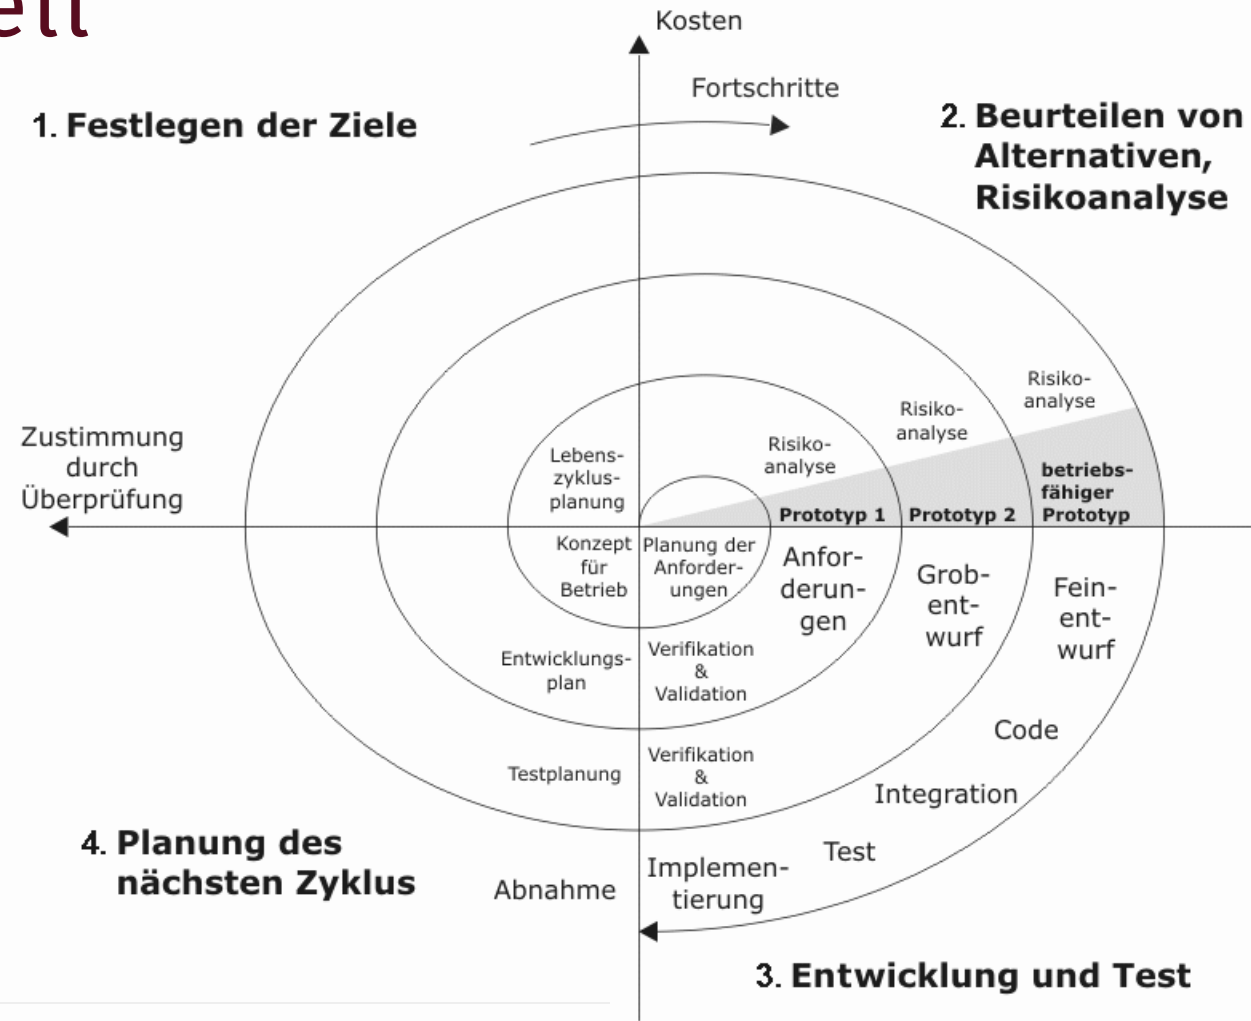 ell
Kosten
Fortschritte
1. Festlegen der Ziele
2. Beurteilen von
Alternativen,
Risikoanalyse
Risiko-
analyse
Risiko-
analyse
Risiko-
analyse
Zustimmung
durch
Überprüfung
Lebens-
zyklus-
planung
betriebs-
fähiger
Prototyp
Prototyp 1
Prototyp 2
Konzept
für
Betrieb
Planung der
Anforder-
ungen
Anfor-
derun-
gen
Grob-
ent-
wurf
Fein-
ent-
wurf
Entwicklungs-
plan
Verifikation
&
Validation
Code
Testplanung
Verifikation
&
Validation
Integration
Test
4. Planung des
nächsten Zyklus
Abnahme
Implemen-
tierung
3. Entwicklung und Test